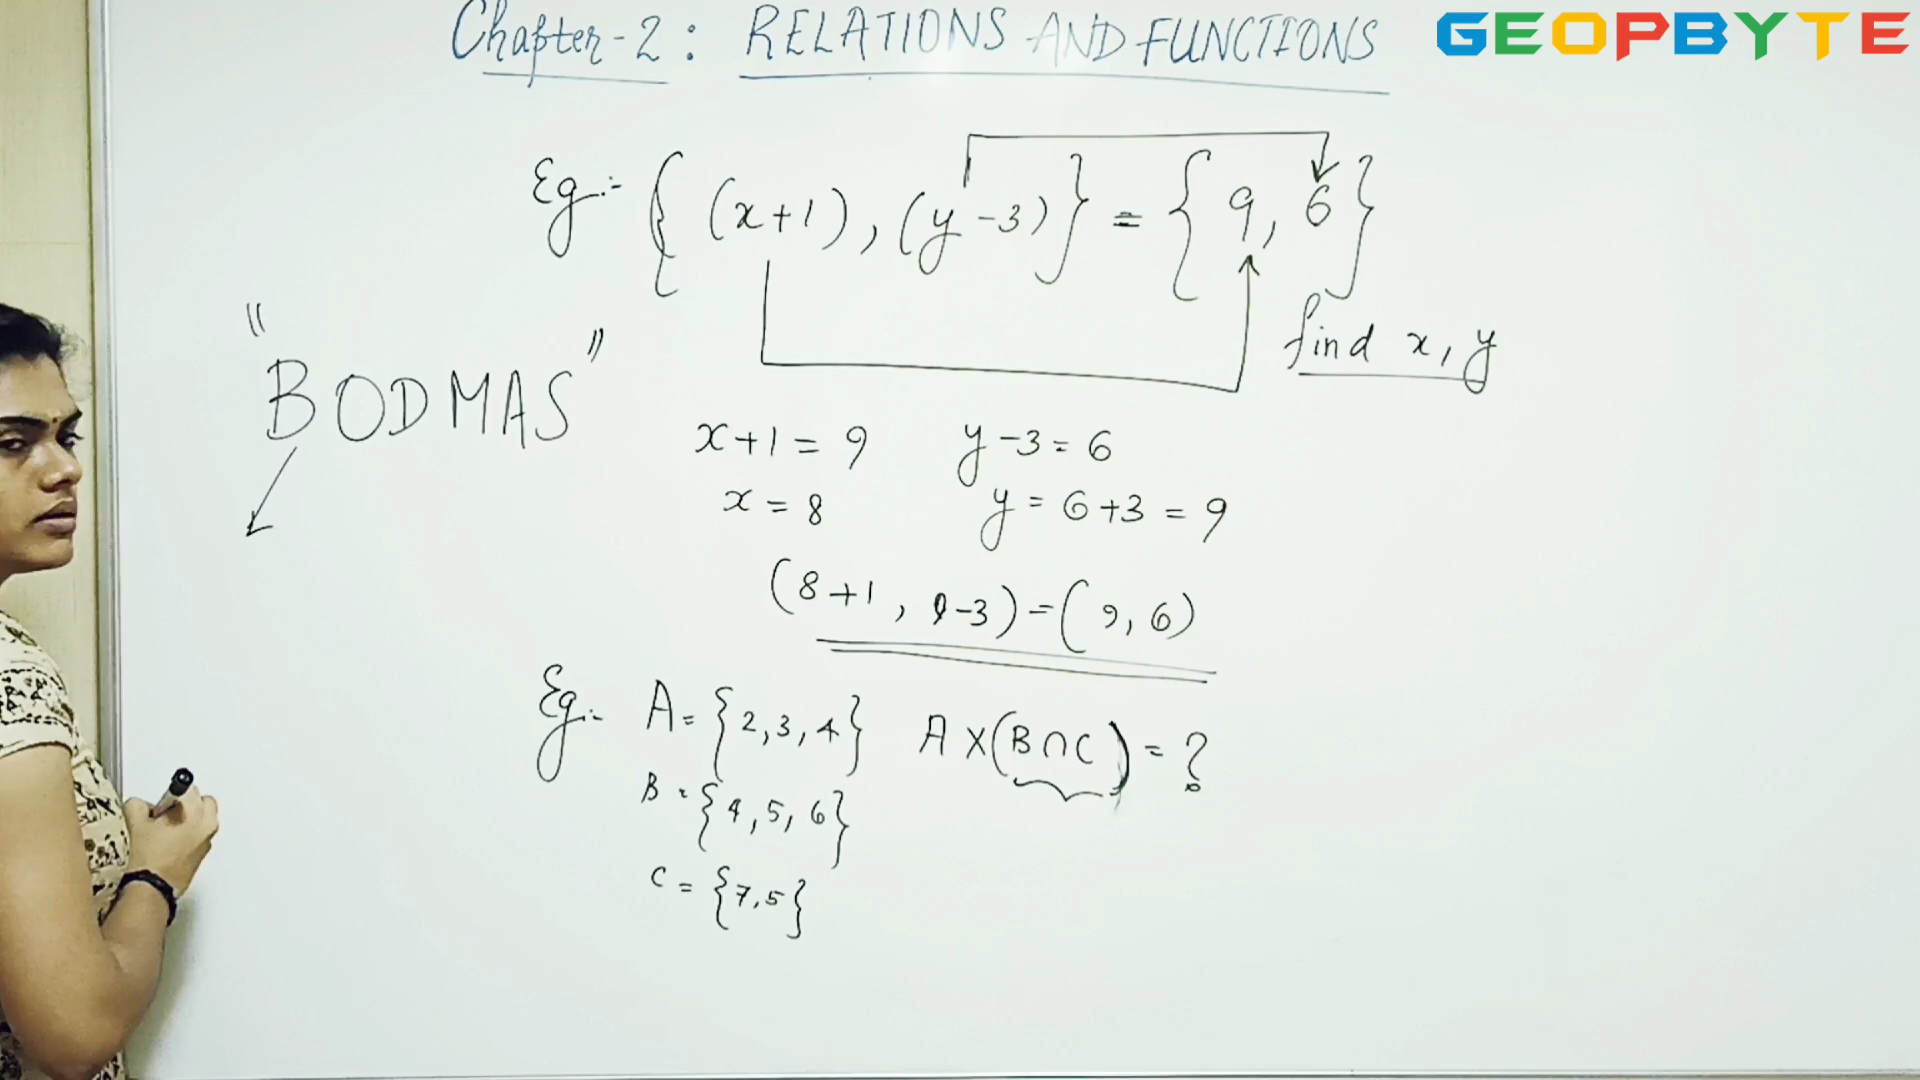 Chapter-2: RELATIONS AND FUNCTIONS
GEOPBYTE
Eg:- { (x+1), (y-3) } = { 9, 6 }
find x, y
"BODMAS"
x+1 = 9    y-3 = 6
x = 8    y = 6+3 = 9
(8+1, 9-3) = (9, 6)
Eg:- A = {2, 3, 4}    A X (B∩C) = ?
B = {4, 5, 6}
C = {7, 5}